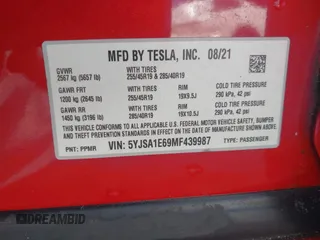 MFD BY TESLA, INC. 08/21
GVWR
2567 kg (5657 lb)
WITH TIRES
255/45R19 & 285/40R19
GAWR FRT
1200 kg (2645 lb)
WITH TIRES
255/45R19
RIM
19X9.5J
COLD TIRE PRESSURE
290 kPa, 42 psi
GAWR RR
1450 kg (3196 lb)
WITH TIRES
285/40R19
RIM
19X10.5J
COLD TIRE PRESSURE
290 kPa, 42 psi
THIS VEHICLE CONFORMS TO ALL APPLICABLE U.S. FEDERAL MOTOR VEHICLE
SAFETY, BUMPER, AND THEFT PREVENTION STANDARDS IN EFFECT ON THE DATE OF
MANUFACTURE SHOWN ABOVE.
PNT: PPMR
VIN: 5YJSA1E69MF439987
TYPE: PASSENGER
DREAMBID